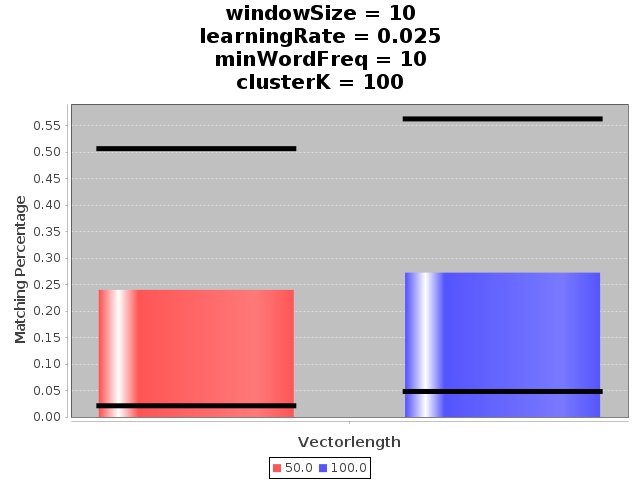 windowSize = 10
learningRate = 0.025
minWordFreq = 10
clusterK = 100
0.55
0.50
0.45
0.40
0.35
0.30
0.25
0.20
0.15
0.10
0.05
0.00
Matching Percentage
Vectorlength
50.0 100.0